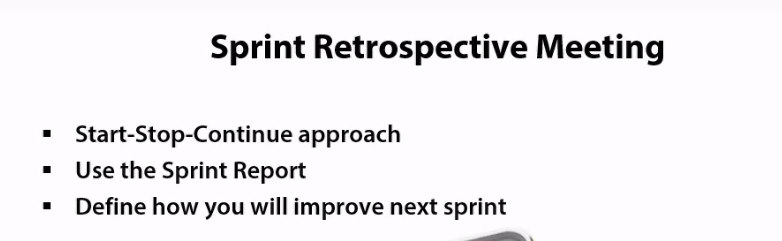 Sprint Retrospective Meeting
▪ Start-Stop-Continue approach
▪ Use the Sprint Report
▪ Define how you will improve next sprint